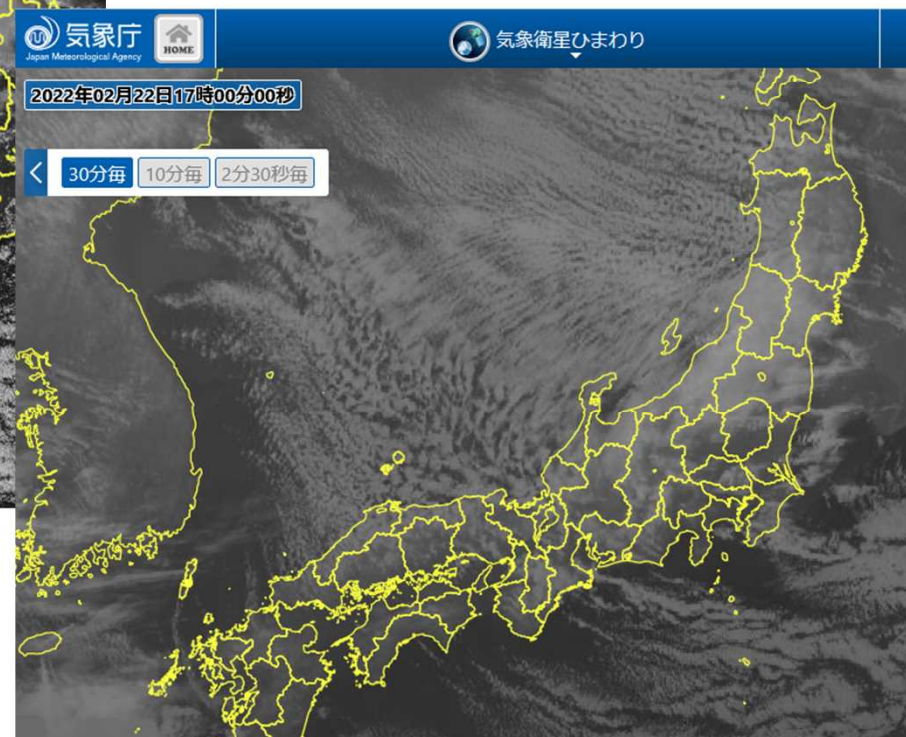 気象庁
Japan Meteorological Agency
HOME
気象衛星ひまわり
2022年02月22日17時00分00秒
30分毎
10分毎
2分30秒毎